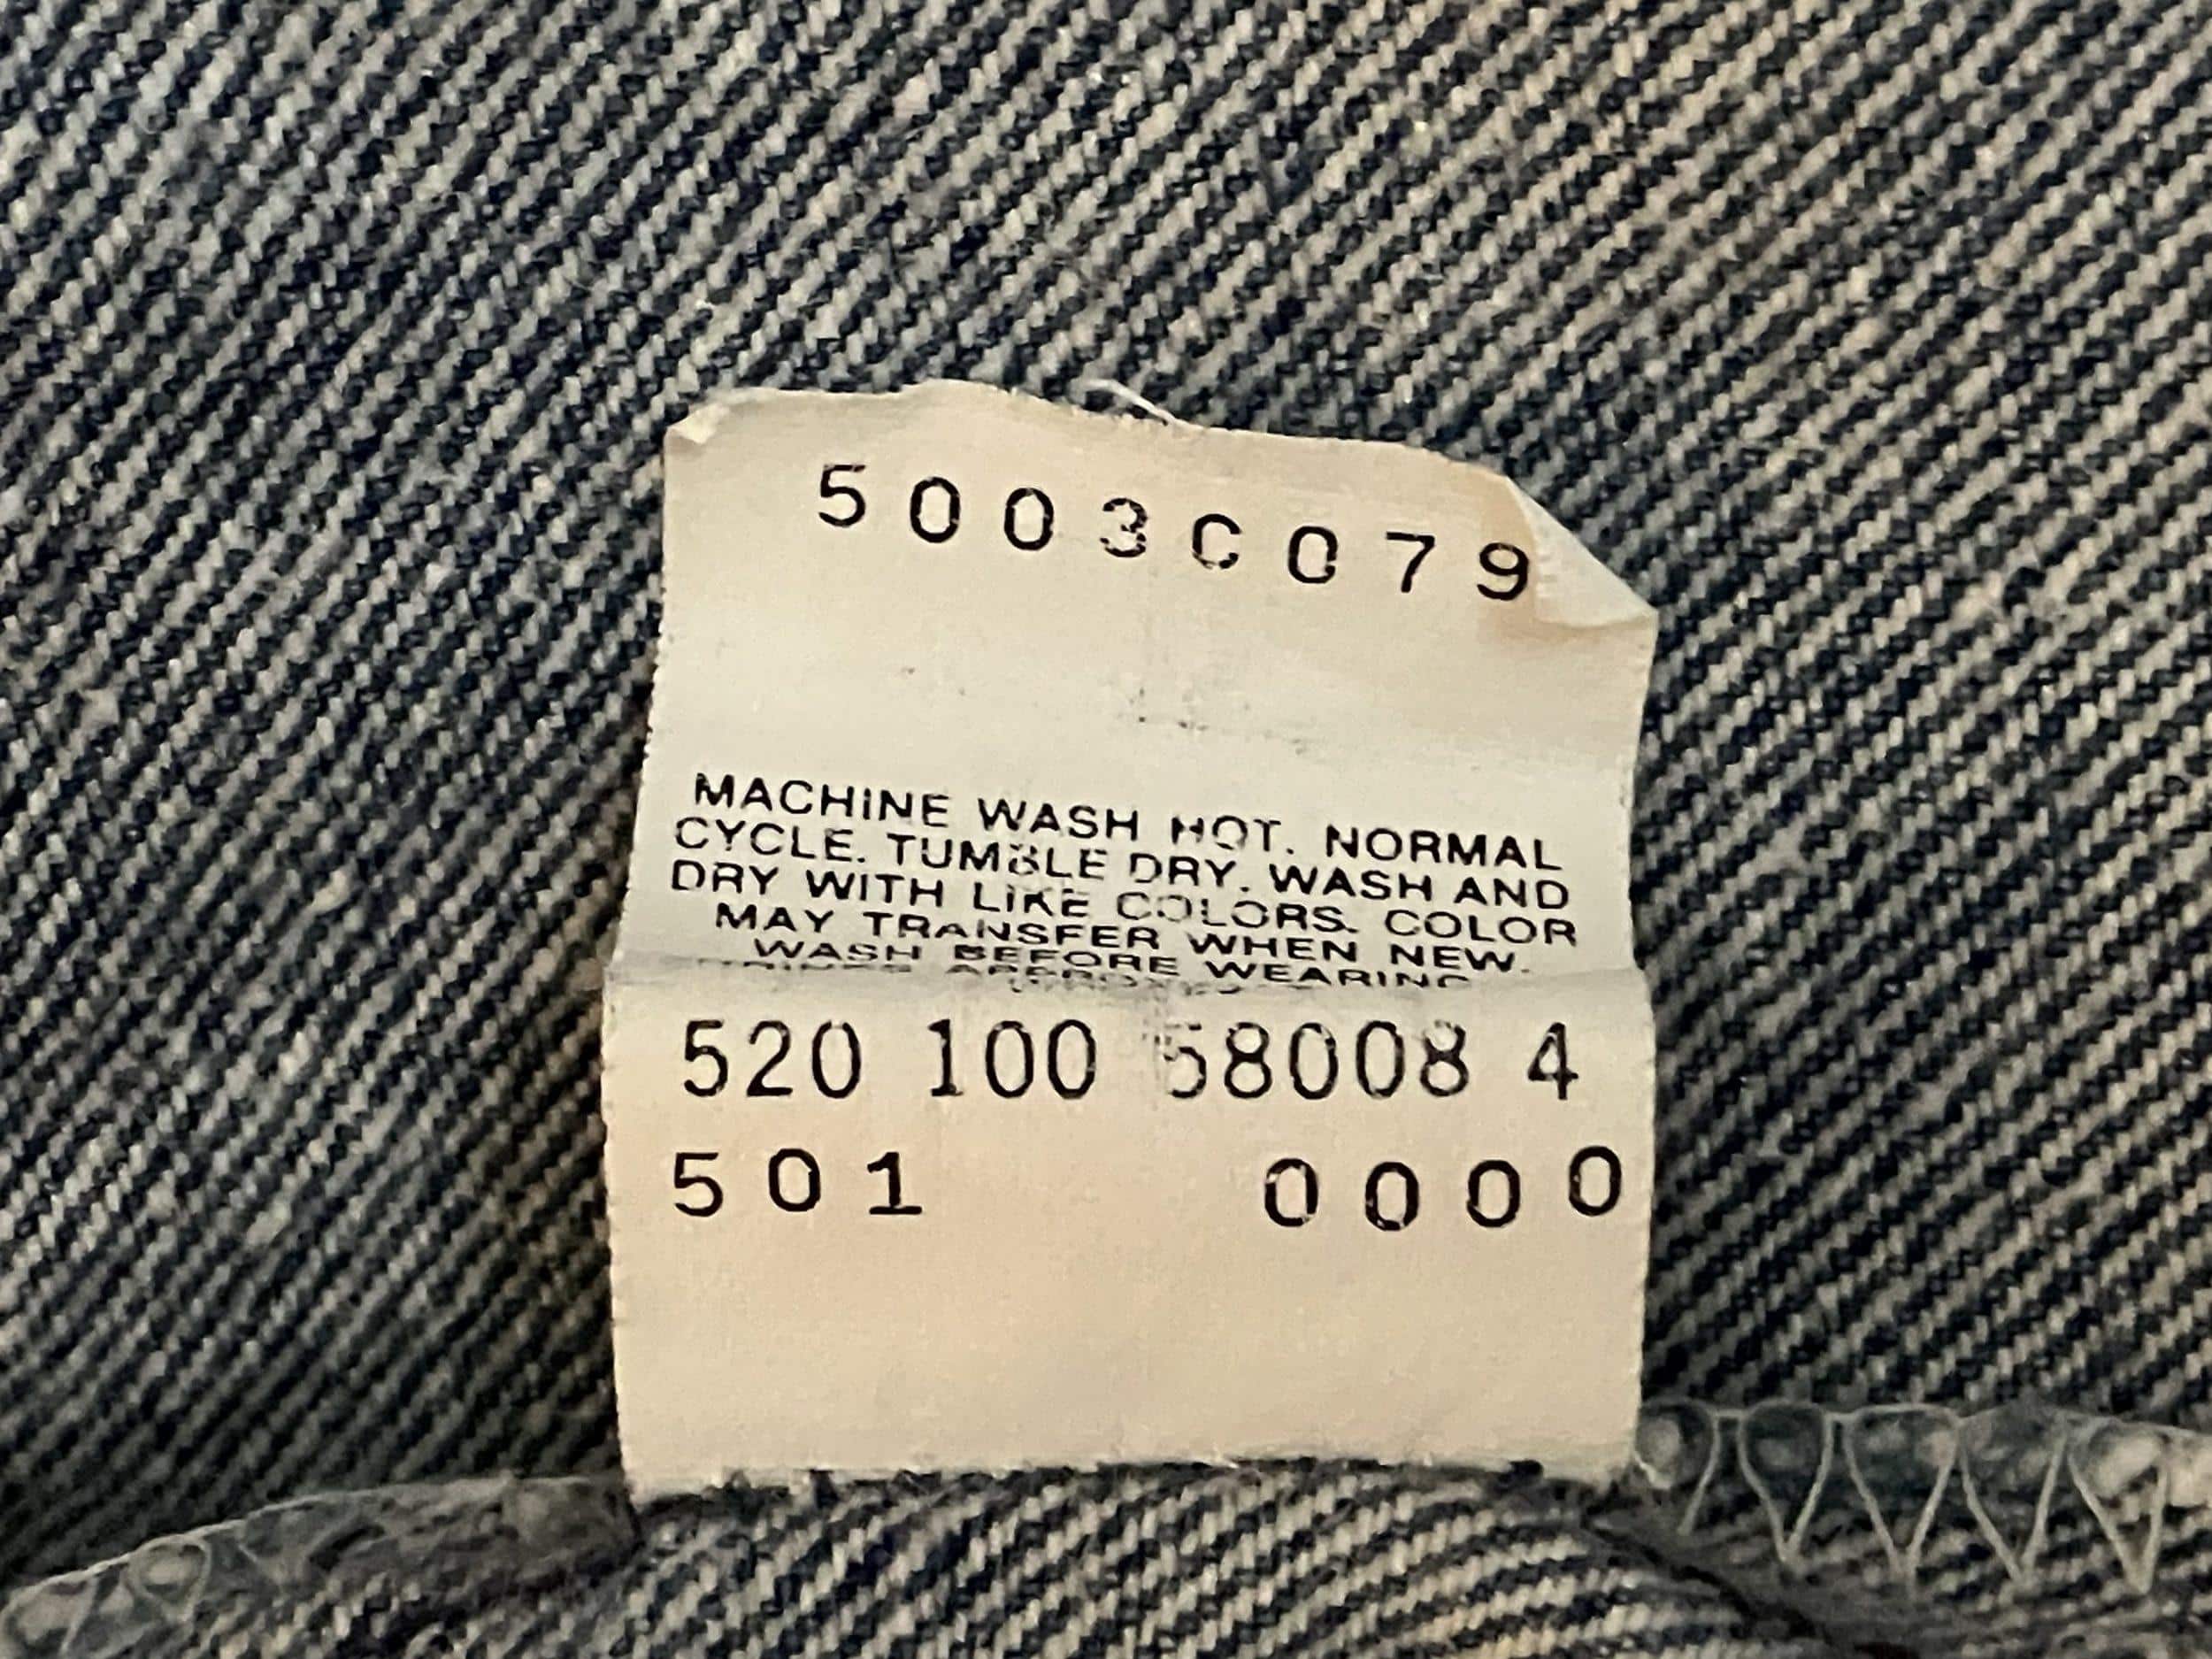 5003C079
MACHINE WASH HOT. NORMAL
CYCLE. TUMBLE DRY. WASH AND
DRY WITH LIKE COLORS. COLOR
MAY TRANSFER WHEN NEW.
WASH BEFORE WEARING
520 100 58008 4
501 0000